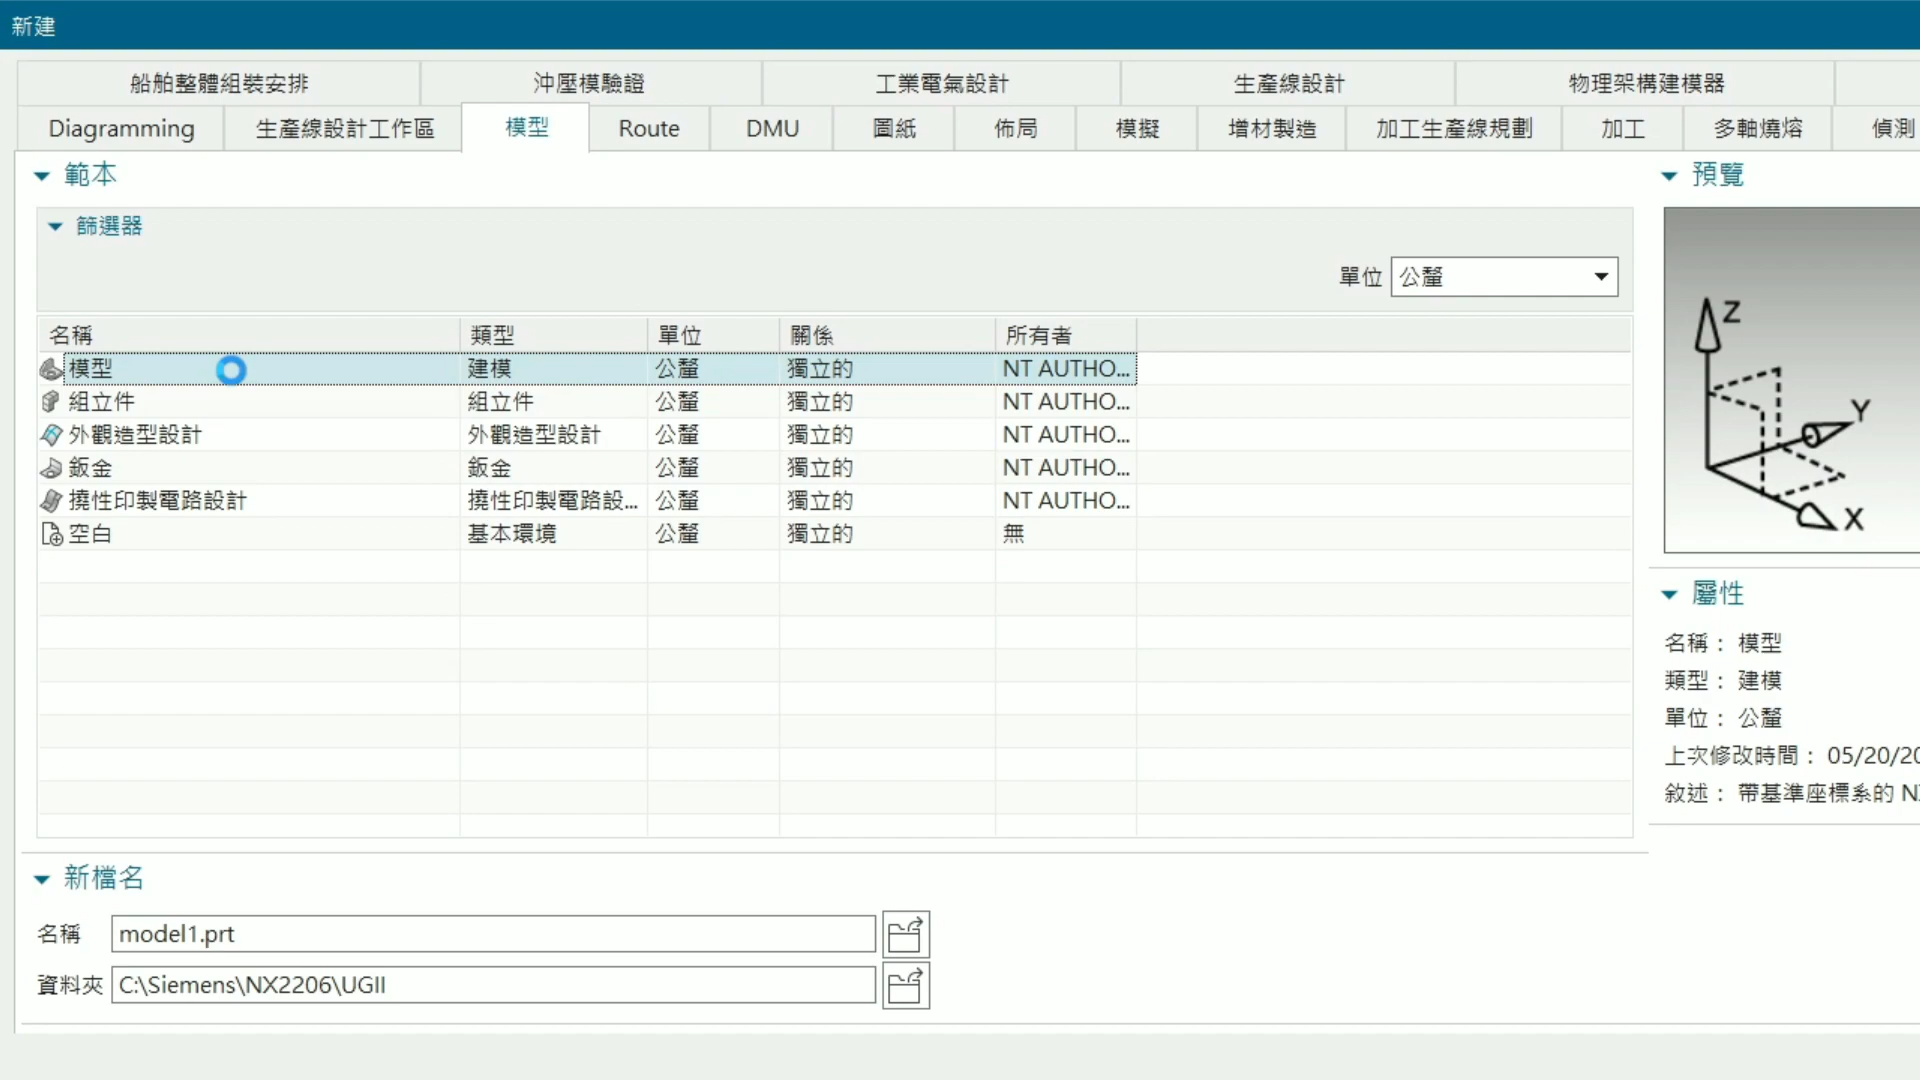 新建
船舶整體組裝安排 沖壓模驗證 工業電氣設計 生產線設計 物理架構建模器
Diagramming 生產線設計工作區 模型 Route DMU 圖紙 佈局 模擬 增材製造 加工生產線規劃 加工 多軸燒熔 偵測
範本
篩選器
單位 公釐
名稱 類型 單位 關係 所有者
模型 建模 公釐 獨立的 NT AUTHO...
組立件 組立件 公釐 獨立的 NT AUTHO...
外觀造型設計 外觀造型設計 公釐 獨立的 NT AUTHO...
鈑金 鈑金 公釐 獨立的 NT AUTHO...
撓性印製電路設計 撓性印製電路設... 公釐 獨立的 NT AUTHO...
空白 基本環境 公釐 獨立的 無
預覽
Z
Y
X
屬性
名稱： 模型
類型： 建模
單位： 公釐
上次修改時間： 05/20/20
敘述： 帶基準座標系的 NX
新檔名
名稱 model1.prt
資料夾 C:\Siemens\NX2206\UGII